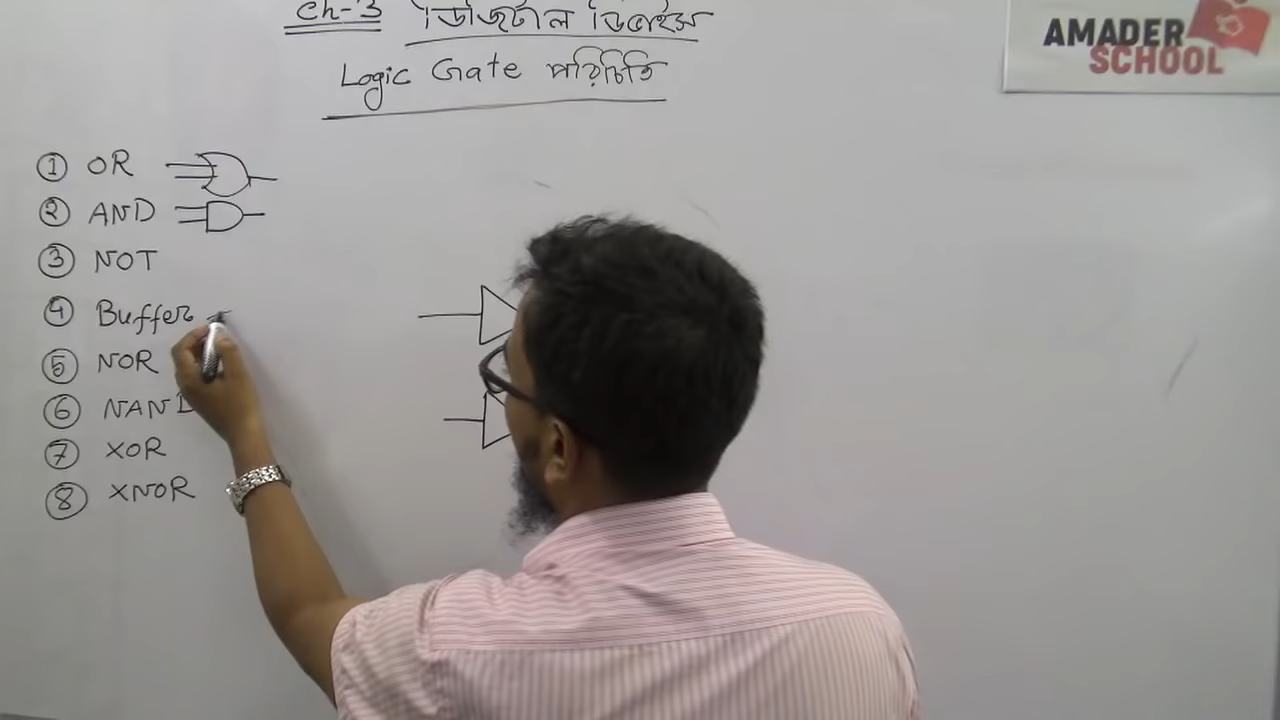 Ch-3 ডিজিটাল ডিভাইস
Logic Gate পরিচিতি
AMADER
SCHOOL
① OR
② AND
③ NOT
④ Buffer
⑤ NOR
⑥ NAND
⑦ XOR
⑧ XNOR